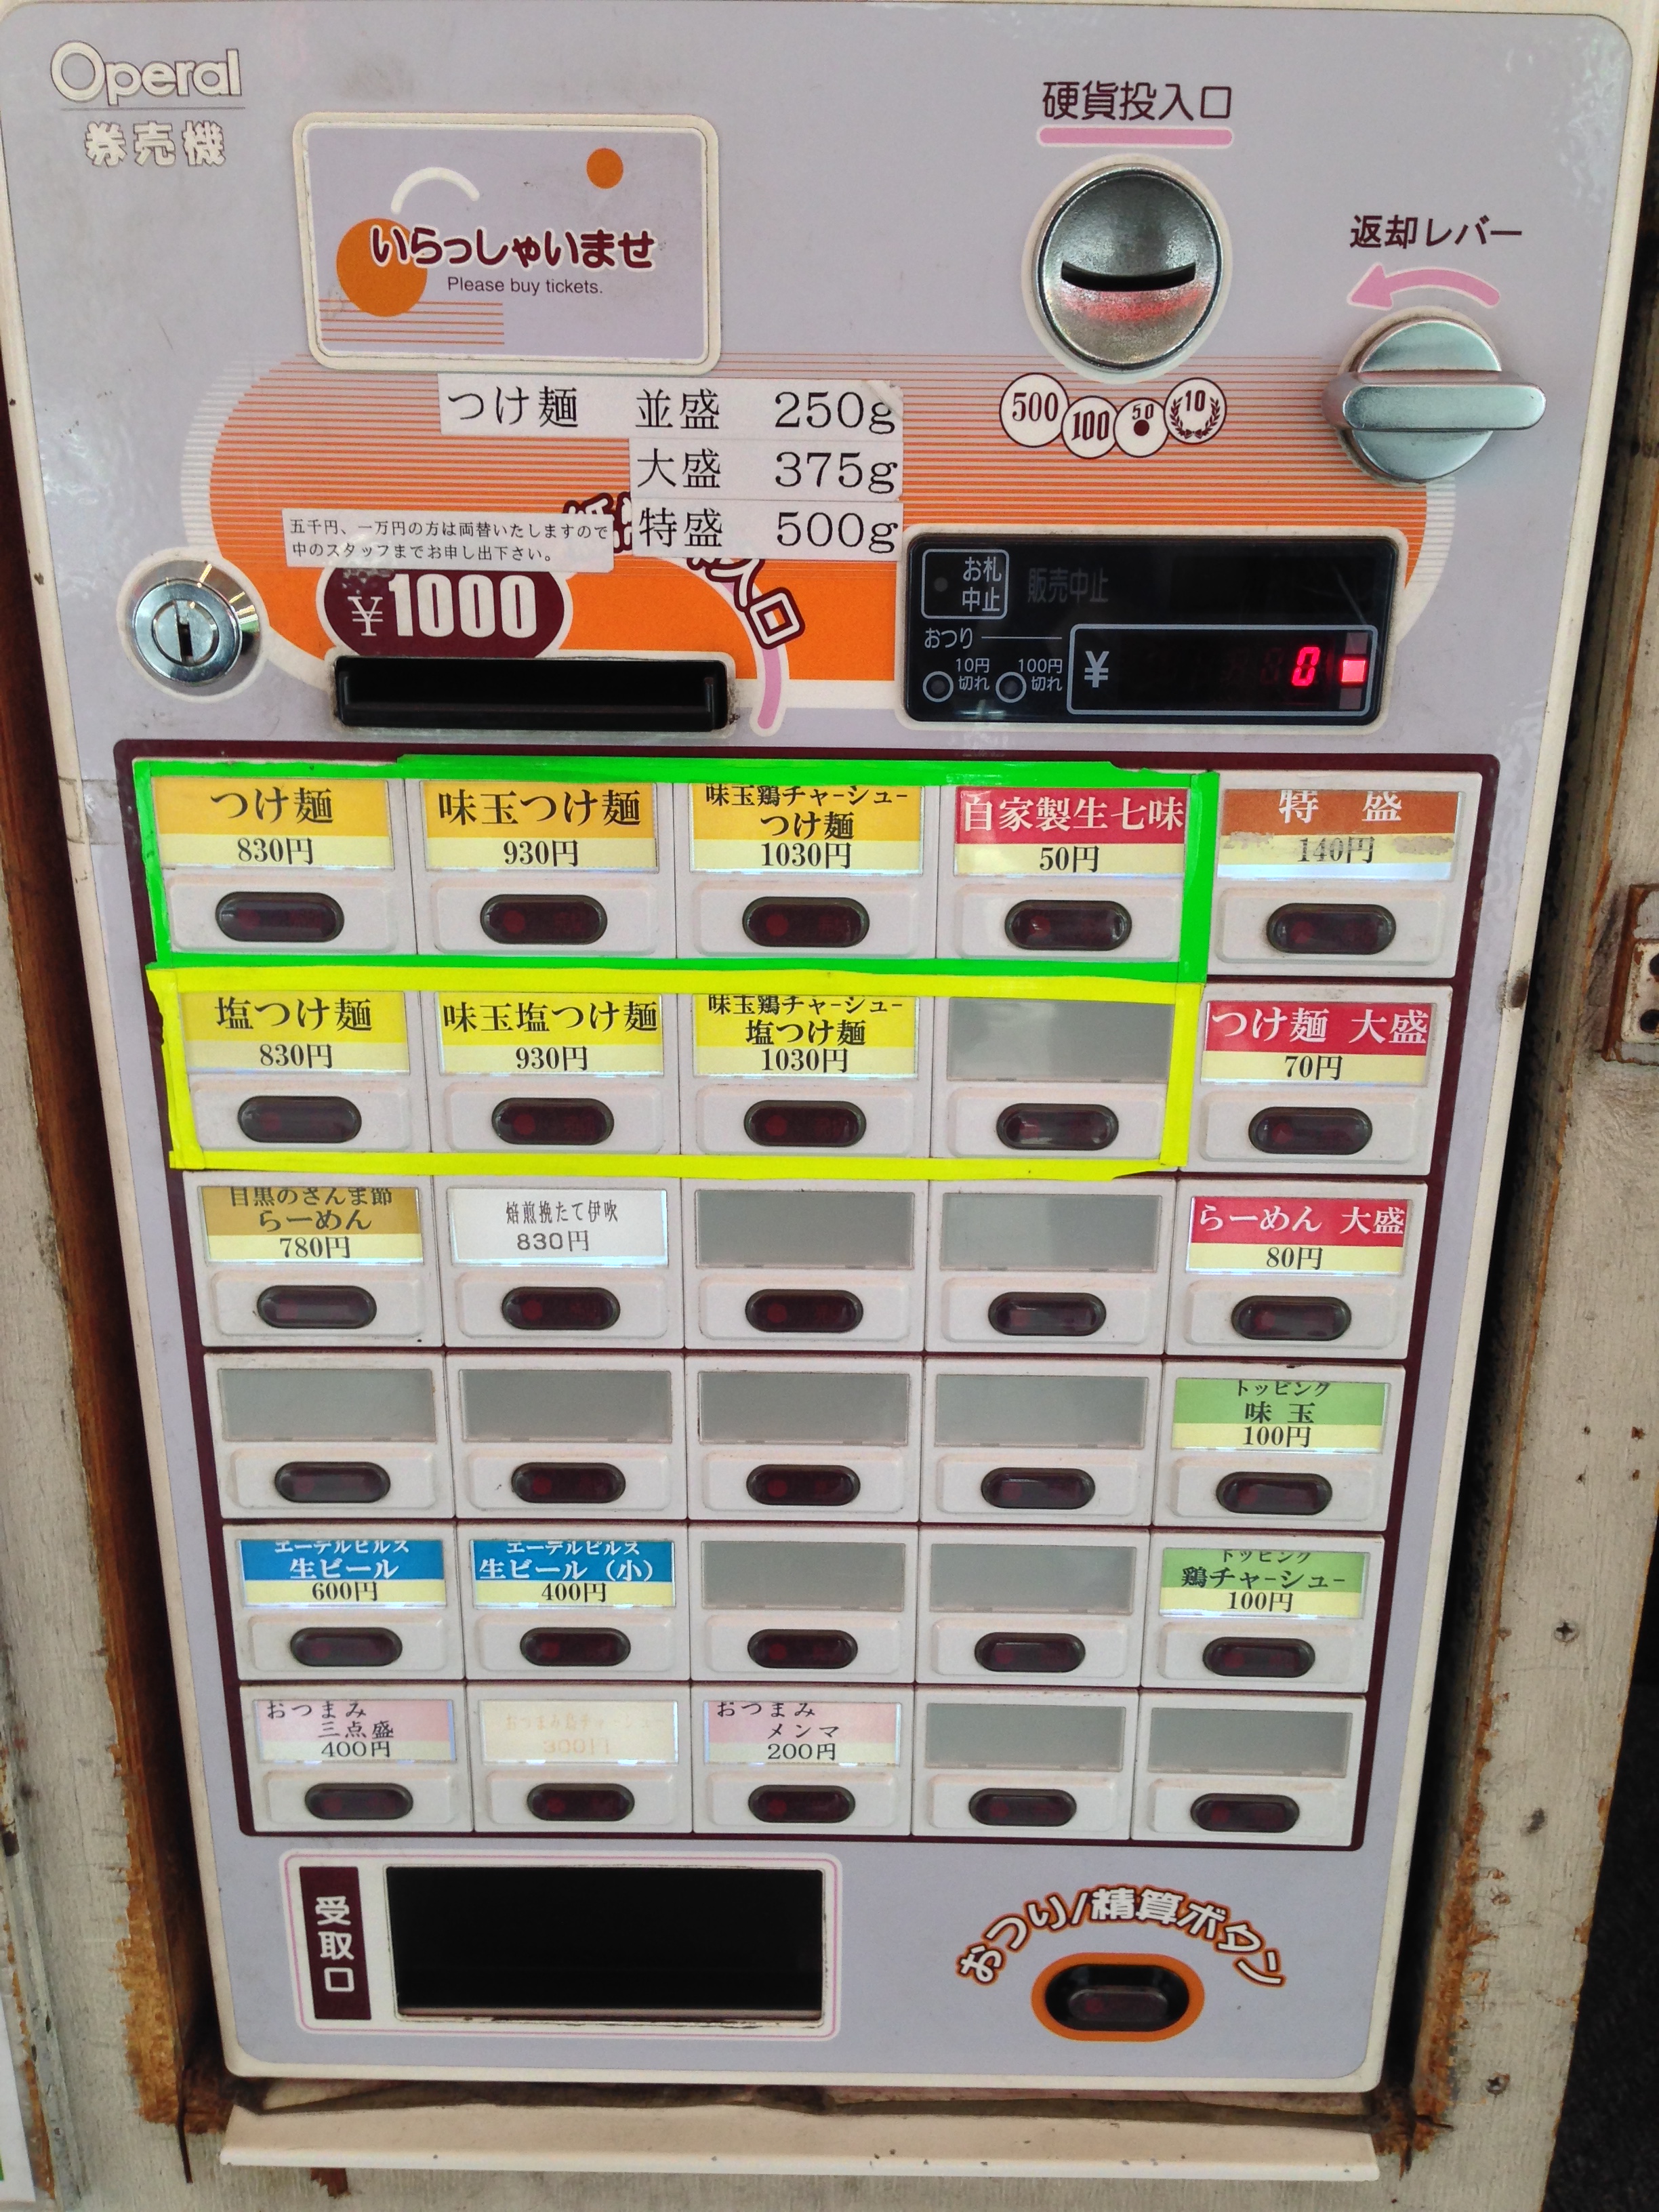 Operal
券売機
いらっしゃいませ
Please buy tickets.
硬貨投入口
返却レバー
500 100 50 10
つけ麺 並盛 250g
大盛 375g
特盛 500g
五千円、一万円の方は両替いたしますので
中のスタッフまでお申し出下さい。
¥1000
入口
お札
中止
販売中止
おつり
10円
切れ
100円
切れ
¥ 0
つけ麺
830円
味玉つけ麺
930円
味玉鶏チャーシュー
つけ麺
1030円
自家製生七味
50円
特 盛
140円
塩つけ麺
830円
味玉塩つけ麺
930円
味玉鶏チャーシュー
塩つけ麺
1030円
つけ麺 大盛
70円
目黒のさんま節
らーめん
780円
焙煎挽たて伊吹
830円
らーめん 大盛
80円
トッピング
味 玉
100円
エーデルピルス
生ビール
600円
エーデルピルス
生ビール(小)
400円
トッピング
鶏チャーシュー
100円
おつまみ
三点盛
400円
300円
おつまみ
メンマ
200円
受取口
おつり/精算ボタン